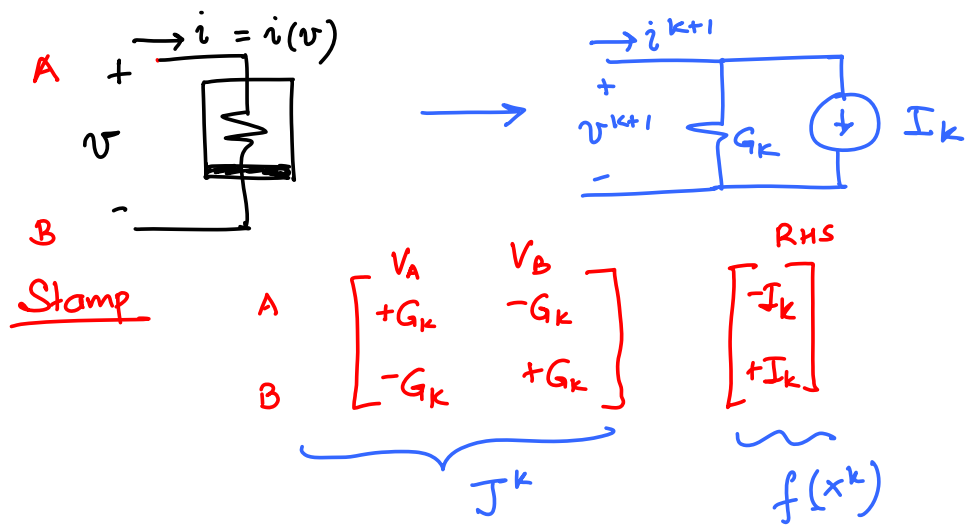 i = i(v)
A +
v
-
B
i^{k+1}
+
v^{k+1}
-
G_k
I_k
Stamp
V_A V_B RHS
A +G_k -G_k -I_k
B -G_k +G_k +I_k
J^k f(x^k)